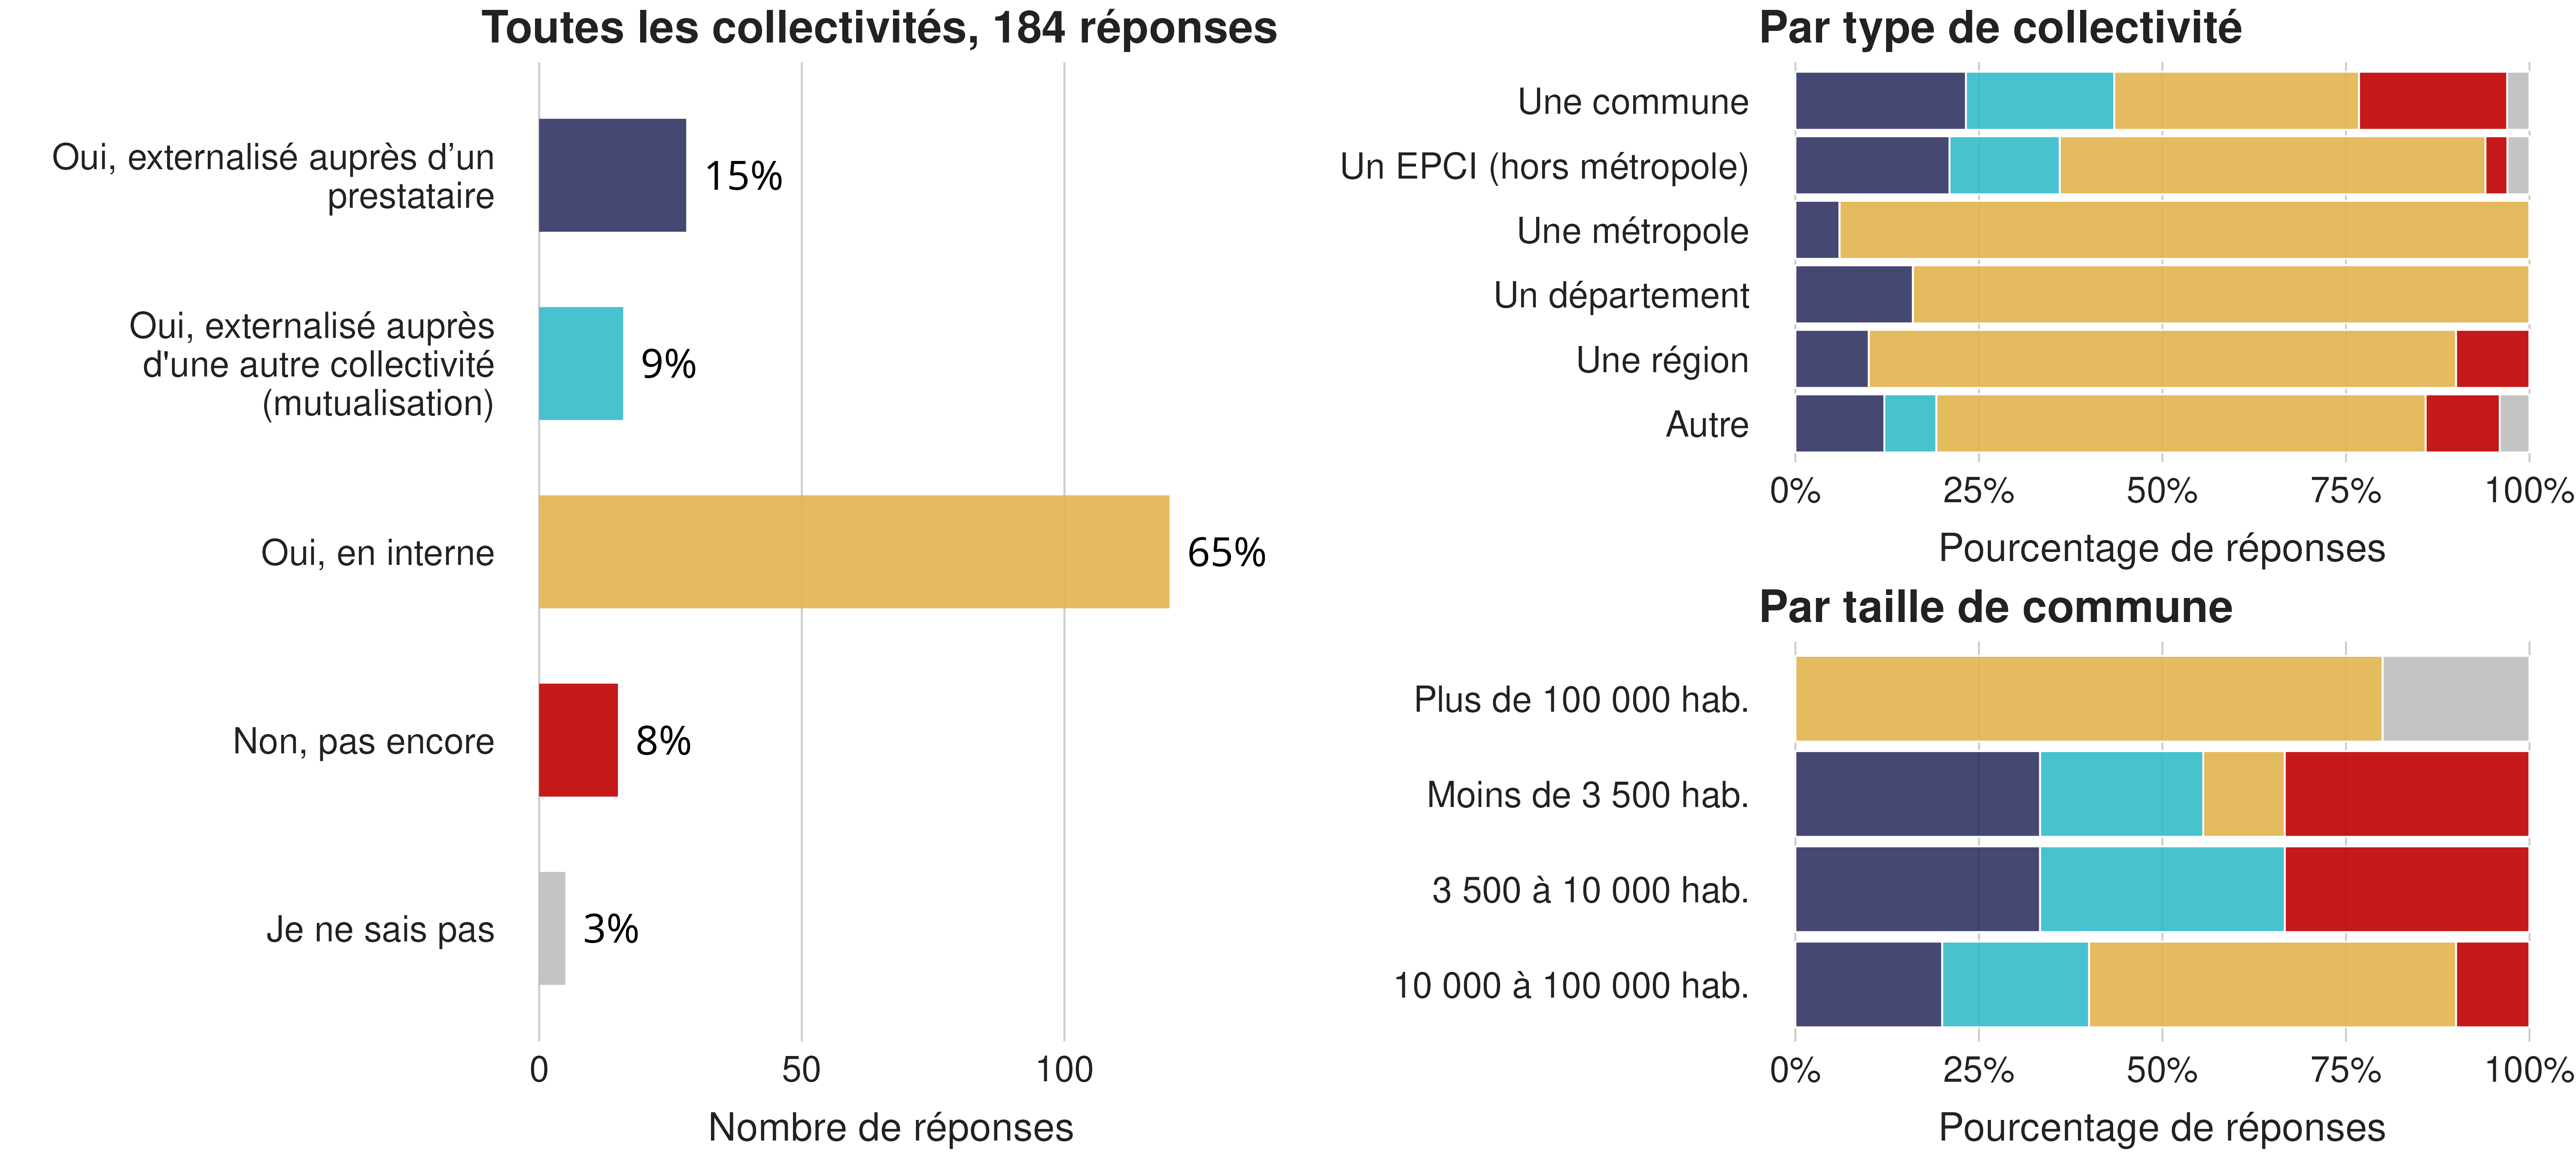 Toutes les collectivités, 184 réponses
Oui, externalisé auprès d’un
prestataire
15%
Oui, externalisé auprès
d'une autre collectivité
(mutualisation)
9%
Oui, en interne
65%
Non, pas encore
8%
Je ne sais pas
3%
0 50 100
Nombre de réponses
Par type de collectivité
Une commune
Un EPCI (hors métropole)
Une métropole
Un département
Une région
Autre
0% 25% 50% 75% 100%
Pourcentage de réponses
Par taille de commune
Plus de 100 000 hab.
Moins de 3 500 hab.
3 500 à 10 000 hab.
10 000 à 100 000 hab.
0% 25% 50% 75% 100%
Pourcentage de réponses